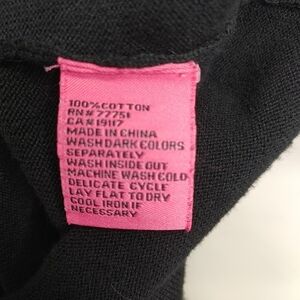 100% COTTON
RN# 77751
CA# 19117
MADE IN CHINA
WASH DARK COLORS
SEPARATELY
WASH INSIDE OUT
MACHINE WASH COLD
DELICATE CYCLE
LAY FLAT TO DRY
COOL IRON IF
NECESSARY